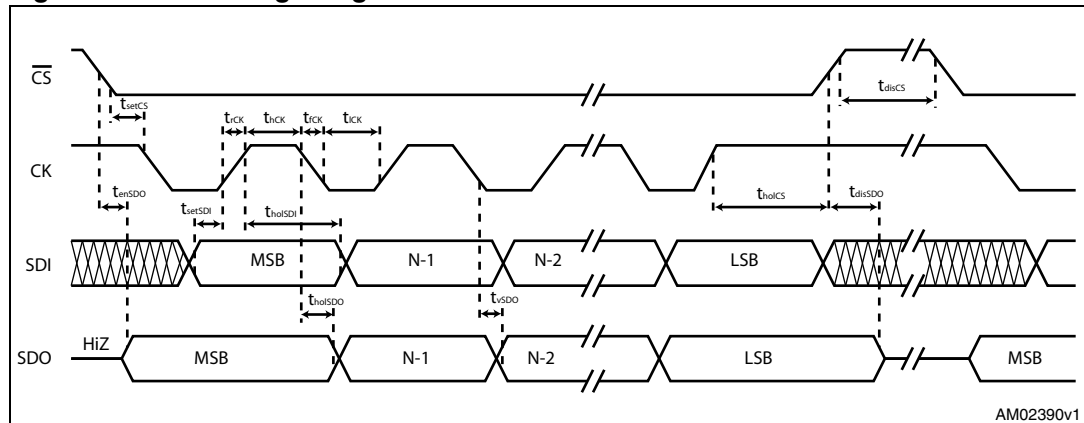 CS
tdisCS
tsetCS
trCK
thCK
tfCK
tlCK
CK
tenSDO
tsetSDI
tholSDI
tholCS
tdisSDO
SDI
MSB
N-1
N-2
LSB
tholSDO
tvSDO
HiZ
SDO
MSB
N-1
N-2
LSB
MSB
AM02390v1